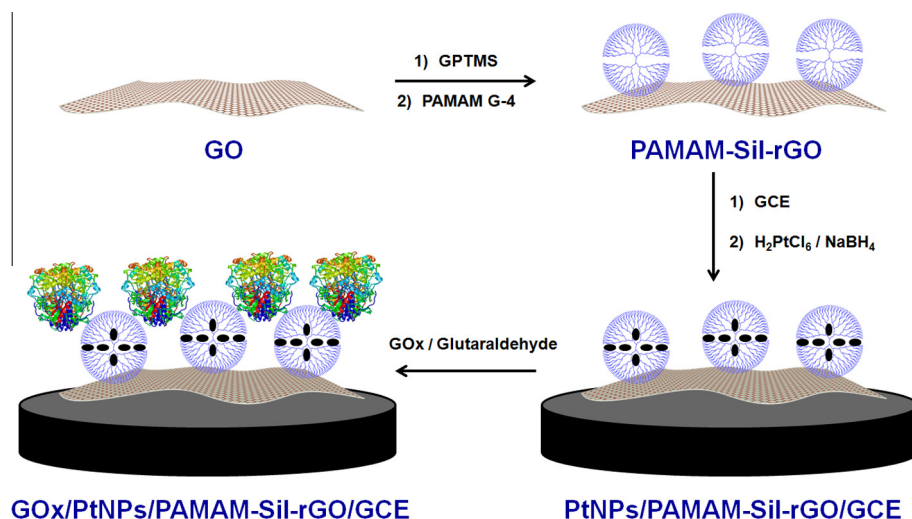 1) GPTMS
2) PAMAM G-4
GO
PAMAM-Sil-rGO
1) GCE
2) H₂PtCl₆ / NaBH₄
GOx / Glutaraldehyde
GOx/PtNPs/PAMAM-Sil-rGO/GCE
PtNPs/PAMAM-Sil-rGO/GCE